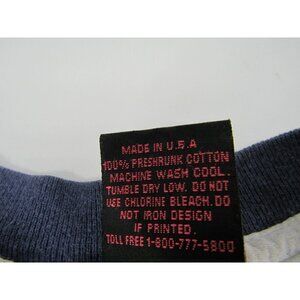 MADE IN U.S.A
100% PRESHRUNK COTTON
MACHINE WASH COOL.
TUMBLE DRY LOW. DO NOT
USE CHLORINE BLEACH. DO
NOT IRON DESIGN
IF PRINTED.
TOLL FREE 1-800-777-5800